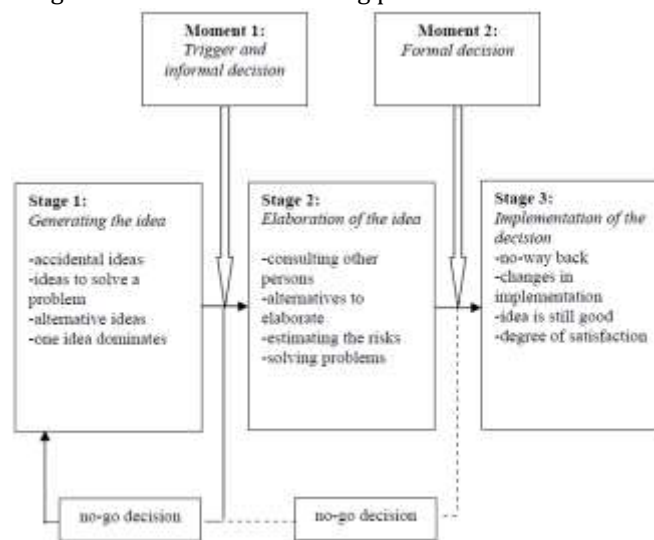 Moment 1:
Trigger and
informal decision
Moment 2:
Formal decision
Stage 1:
Generating the idea
-accidental ideas
-ideas to solve a
problem
-alternative ideas
-one idea dominates
Stage 2:
Elaboration of the idea
-consulting other
persons
-alternatives to
elaborate
-estimating the risks
-solving problems
Stage 3:
Implementation of the
decision
-no-way back
-changes in
implementation
-idea is still good
-degree of satisfaction
no-go decision
no-go decision